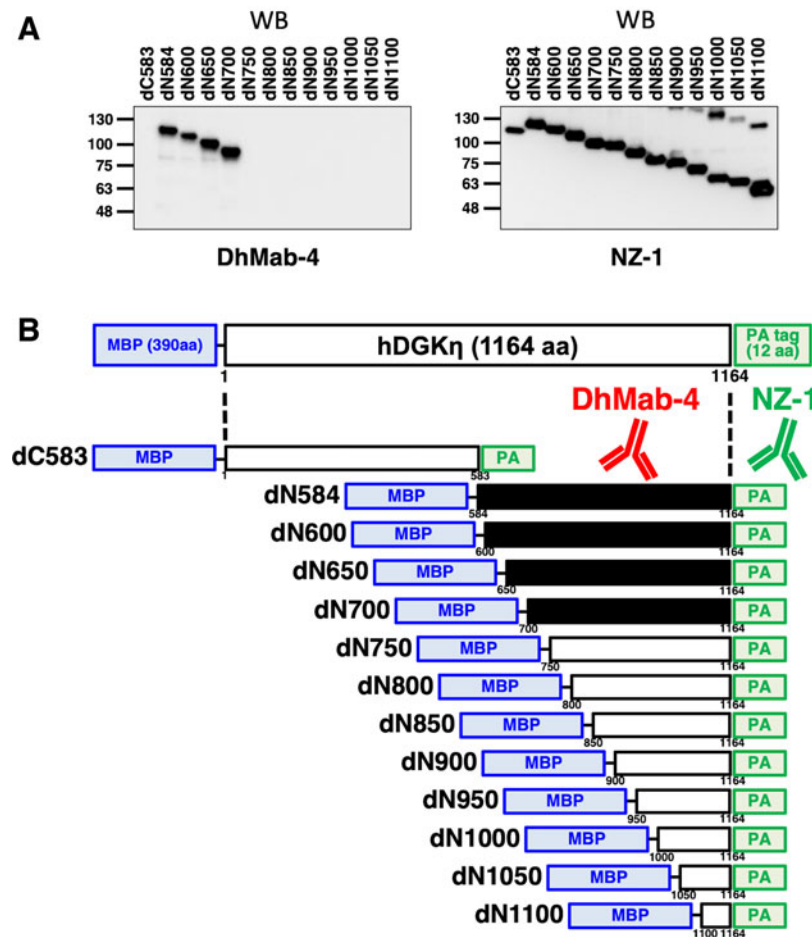 A
WB
dC583 dN584 dN600 dN650 dN700 dN750 dN800 dN850 dN900 dN950 dN1000 dN1050 dN1100
130
100
75
63
48
DhMab-4
WB
dC583 dN584 dN600 dN650 dN700 dN750 dN800 dN850 dN900 dN950 dN1000 dN1050 dN1100
130
100
75
63
48
NZ-1
B
MBP (390aa)
hDGKη (1164 aa)
PA tag
(12 aa)
1 1164
DhMab-4 NZ-1
dC583 MBP PA
1 583
dN584 MBP PA
584 1164
dN600 MBP PA
600 1164
dN650 MBP PA
650 1164
dN700 MBP PA
700 1164
dN750 MBP PA
750 1164
dN800 MBP PA
800 1164
dN850 MBP PA
850 1164
dN900 MBP PA
900 1164
dN950 MBP PA
950 1164
dN1000 MBP PA
1000 1164
dN1050 MBP PA
1050 1164
dN1100 MBP PA
1100 1164